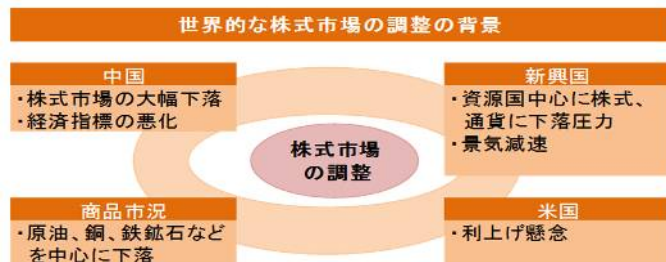 世界的な株式市場の調整の背景
中国
・株式市場の大幅下落
・経済指標の悪化
新興国
・資源国中心に株式、
通貨に下落圧力
・景気減速
株式市場
の調整
商品市況
・原油、銅、鉄鉱石など
を中心に下落
米国
・利上げ懸念